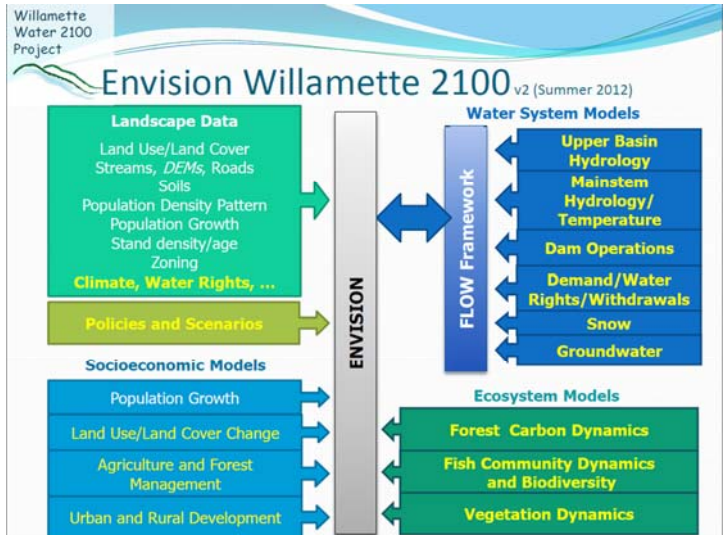 Willamette
Water 2100
Project
Envision Willamette 2100 v2 (Summer 2012)
Landscape Data
Land Use/Land Cover
Streams, DEMs, Roads
Soils
Population Density Pattern
Population Growth
Stand density/age
Zoning
Climate, Water Rights, ...
Policies and Scenarios
Socioeconomic Models
Population Growth
Land Use/Land Cover Change
Agriculture and Forest
Management
Urban and Rural Development
ENVISION
Water System Models
FLOW Framework
Upper Basin
Hydrology
Mainstem
Hydrology/
Temperature
Dam Operations
Demand/Water
Rights/Withdrawals
Snow
Groundwater
Ecosystem Models
Forest Carbon Dynamics
Fish Community Dynamics
and Biodiversity
Vegetation Dynamics